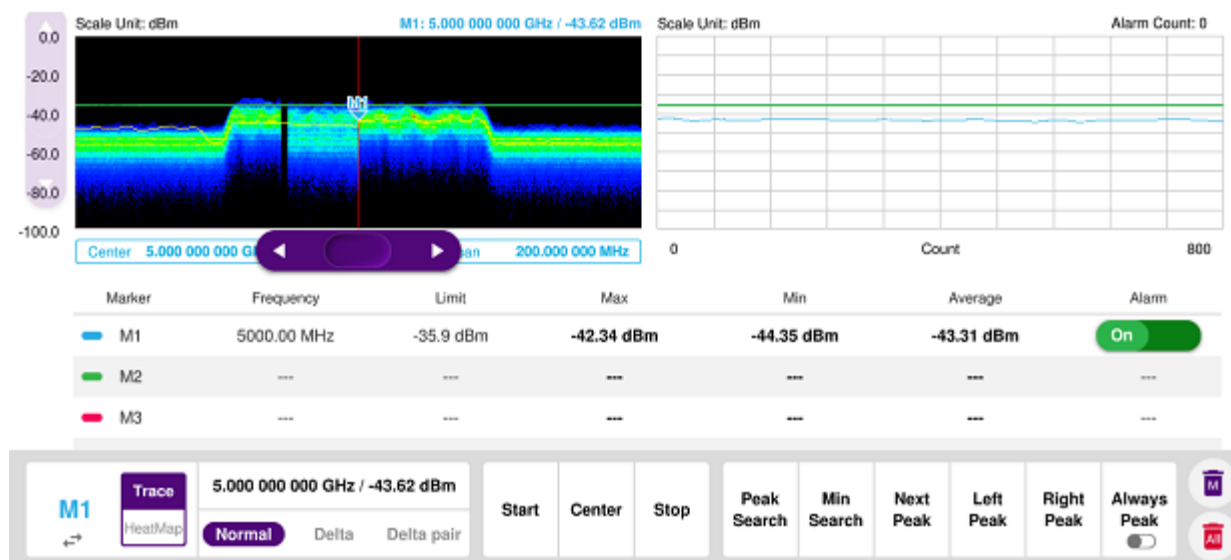 Scale Unit: dBm
M1: 5.000 000 000 GHz / -43.62 dBm
0.0
-20.0
-40.0
-60.0
-80.0
-100.0
M1
Center 5.000 000 000
200.000 000 MHz
Scale Unit: dBm
Alarm Count: 0
0
Count
800
Marker Frequency Limit Max Min Average Alarm
M1 5000.00 MHz -35.9 dBm -42.34 dBm -44.35 dBm -43.31 dBm On
M2 --- --- --- --- --- ---
M3 --- --- --- --- --- ---
M1
Trace
HeatMap
5.000 000 000 GHz / -43.62 dBm
Normal Delta Delta pair
Start
Center
Stop
Peak
Search
Min
Search
Next
Peak
Left
Peak
Right
Peak
Always
Peak
M
All